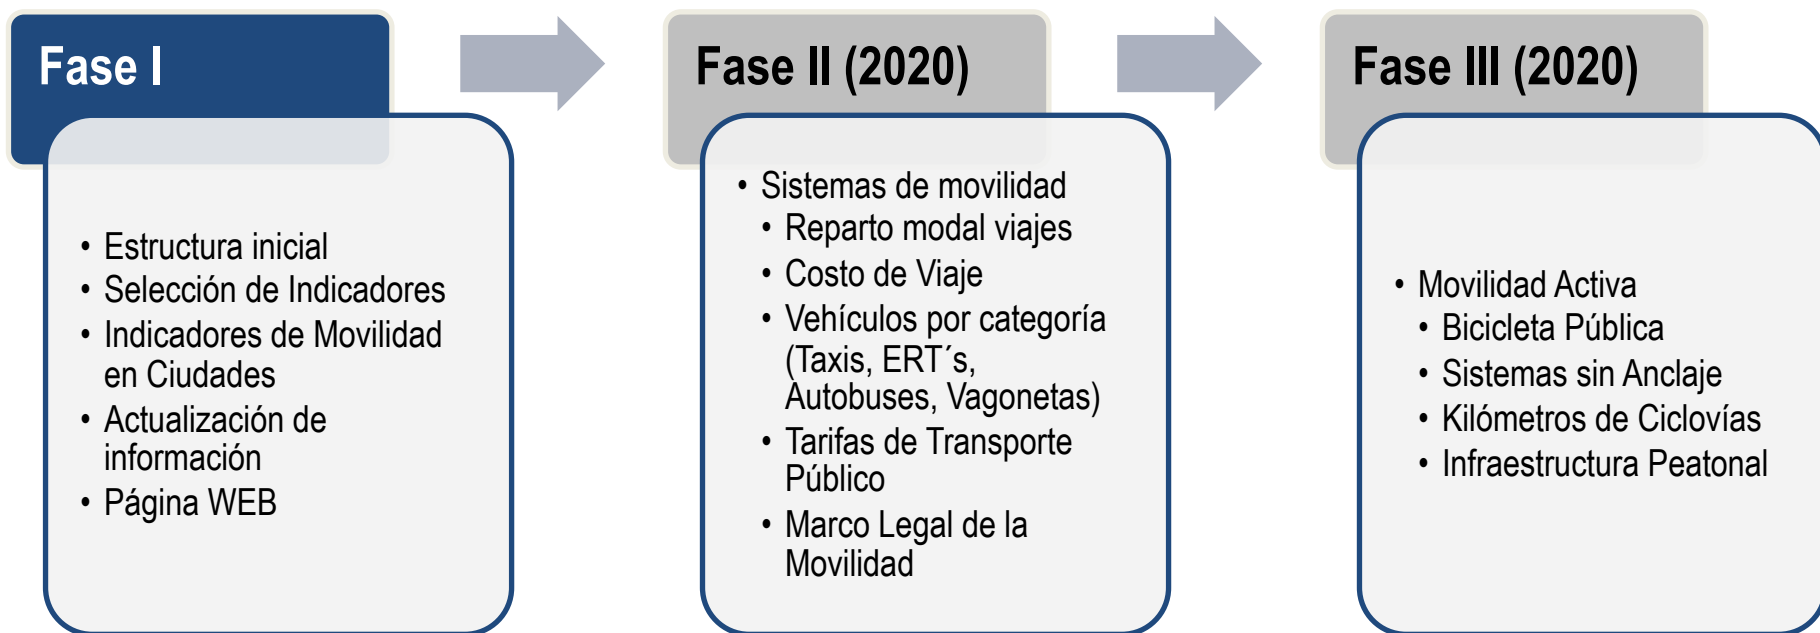 Fase I
• Estructura inicial
• Selección de Indicadores
• Indicadores de Movilidad
en Ciudades
• Actualización de
información
• Página WEB
Fase II (2020)
• Sistemas de movilidad
• Reparto modal viajes
• Costo de Viaje
• Vehículos por categoría
(Taxis, ERT´s,
Autobuses, Vagonetas)
• Tarifas de Transporte
Público
• Marco Legal de la
Movilidad
Fase III (2020)
• Movilidad Activa
• Bicicleta Pública
• Sistemas sin Anclaje
• Kilómetros de Ciclovías
• Infraestructura Peatonal